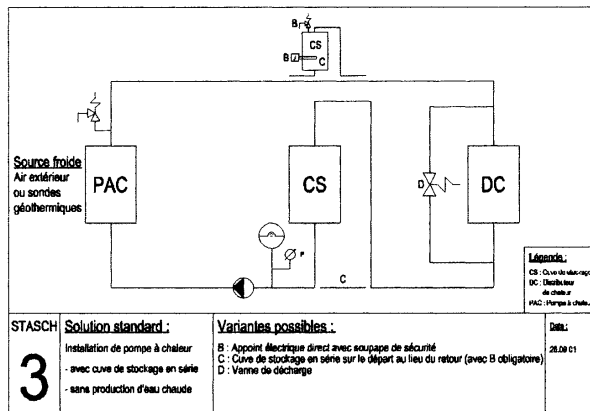 B
CS
B
C
Source froide
Air extérieur
ou sondes
géothermiques
PAC
CS
D
DC
P
C
Légende :
CS : Cuve de stockage
DC : Distributeur
de chaleur
PAC : Pompe à chaleur
STASCH
3
Solution standard :
Installation de pompe à chaleur
- avec cuve de stockage en série
- sans production d'eau chaude
Variantes possibles :
B : Appoint électrique direct avec soupape de sécurité
C : Cuve de stockage en série sur le départ au lieu du retour (avec B obligatoire)
D : Vanne de décharge
Date :
26.09 01